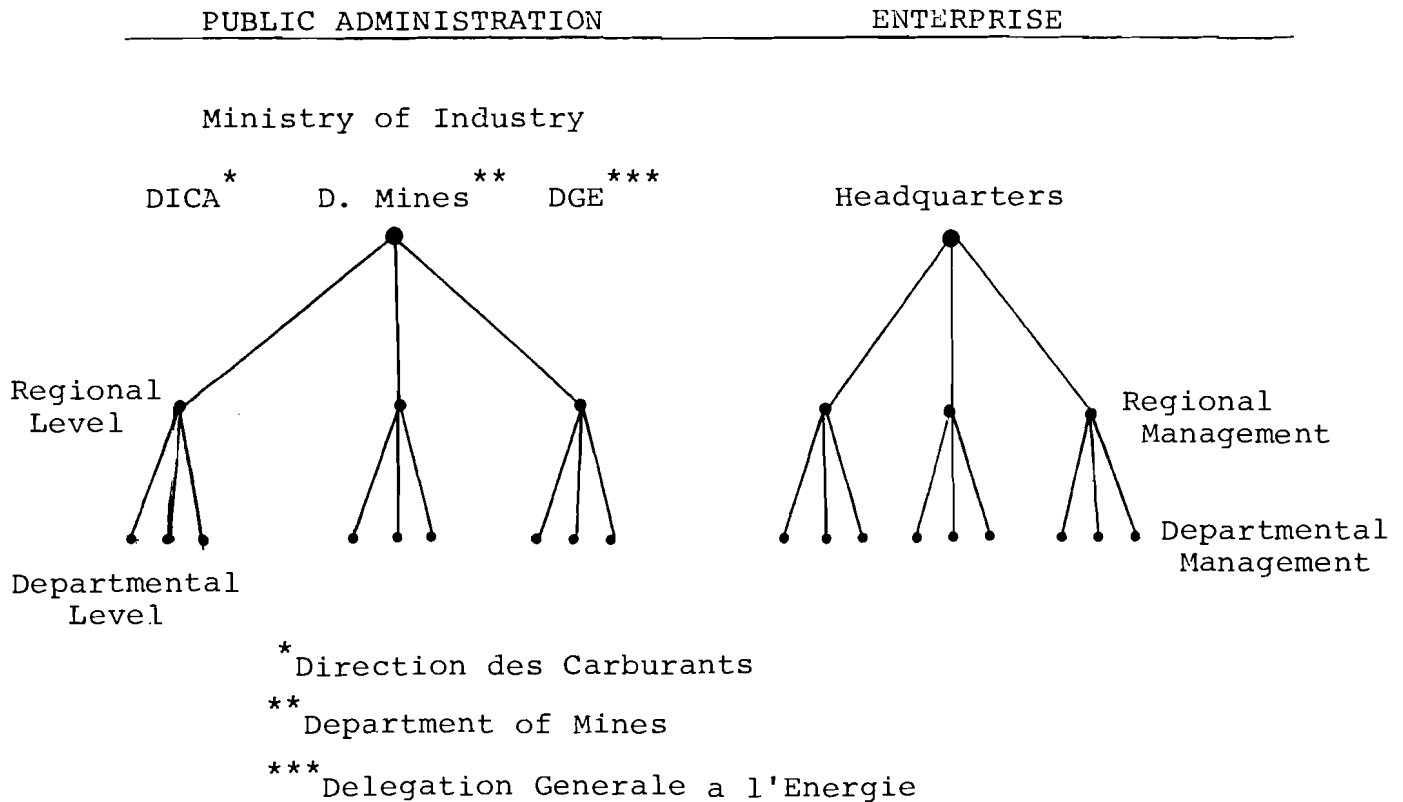 PUBLIC ADMINISTRATION ENTERPRISE
Ministry of Industry
DICA* D. Mines** DGE*** Headquarters
Regional
Level
Regional
Management
Departmental
Management
Departmental
Level
*Direction des Carburants
**Department of Mines
***Delegation Generale a l'Energie